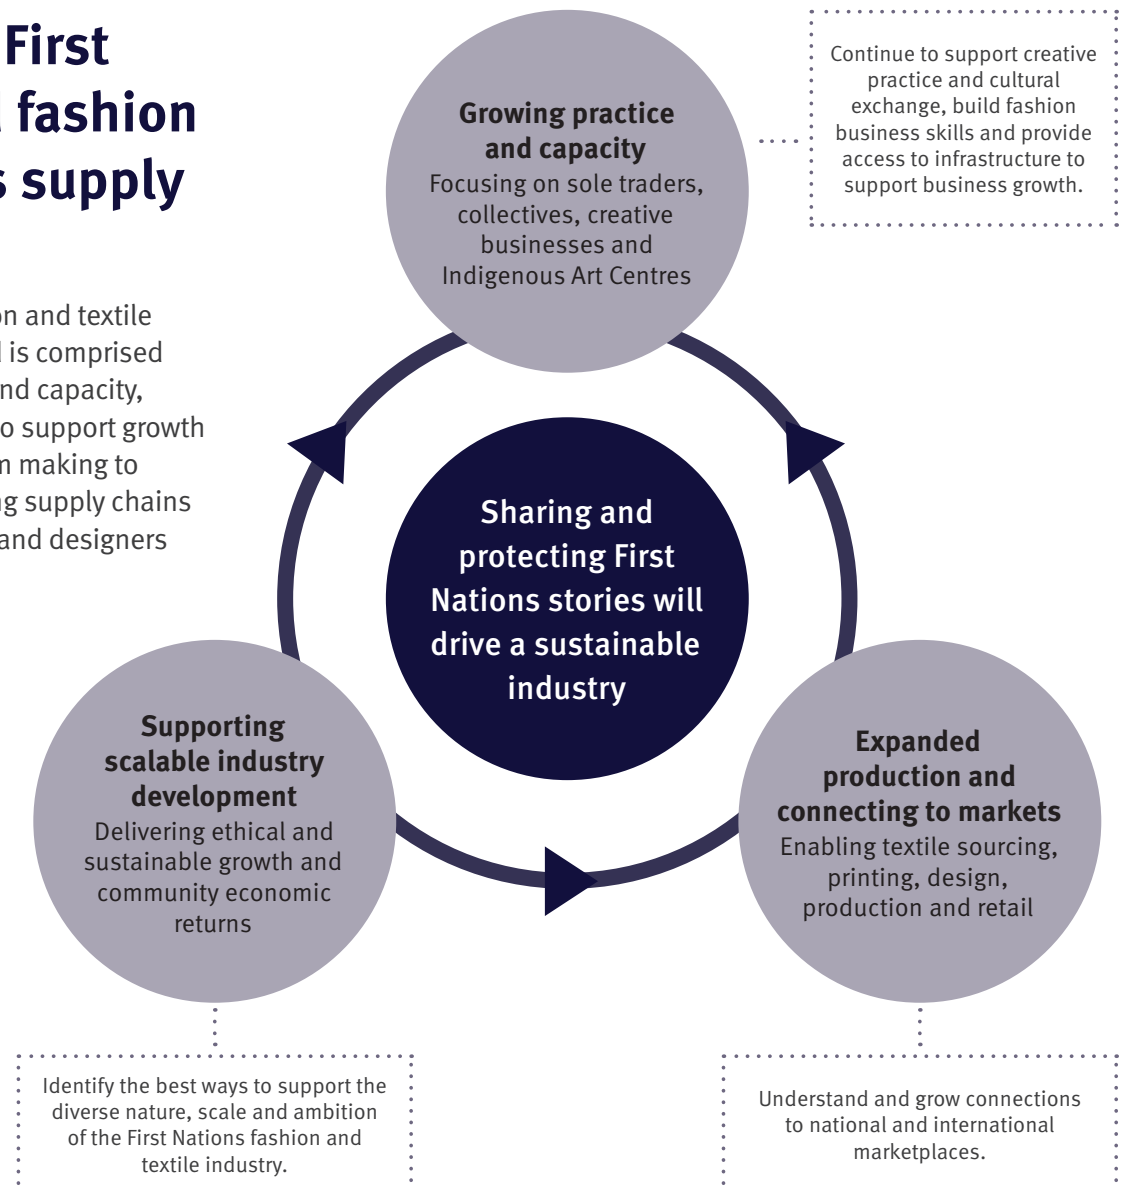 First
fashion
supply
and textile
is comprised
and capacity,
to support growth
making to
supply chains
and designers
Growing practice
and capacity
Focusing on sole traders,
collectives, creative
businesses and
Indigenous Art Centres
Continue to support creative
practice and cultural
exchange, build fashion
business skills and provide
access to infrastructure to
support business growth.
Sharing and
protecting First
Nations stories will
drive a sustainable
industry
Supporting
scalable industry
development
Delivering ethical and
sustainable growth and
community economic
returns
Expanded
production and
connecting to markets
Enabling textile sourcing,
printing, design,
production and retail
Identify the best ways to support the
diverse nature, scale and ambition
of the First Nations fashion and
textile industry.
Understand and grow connections
to national and international
marketplaces.